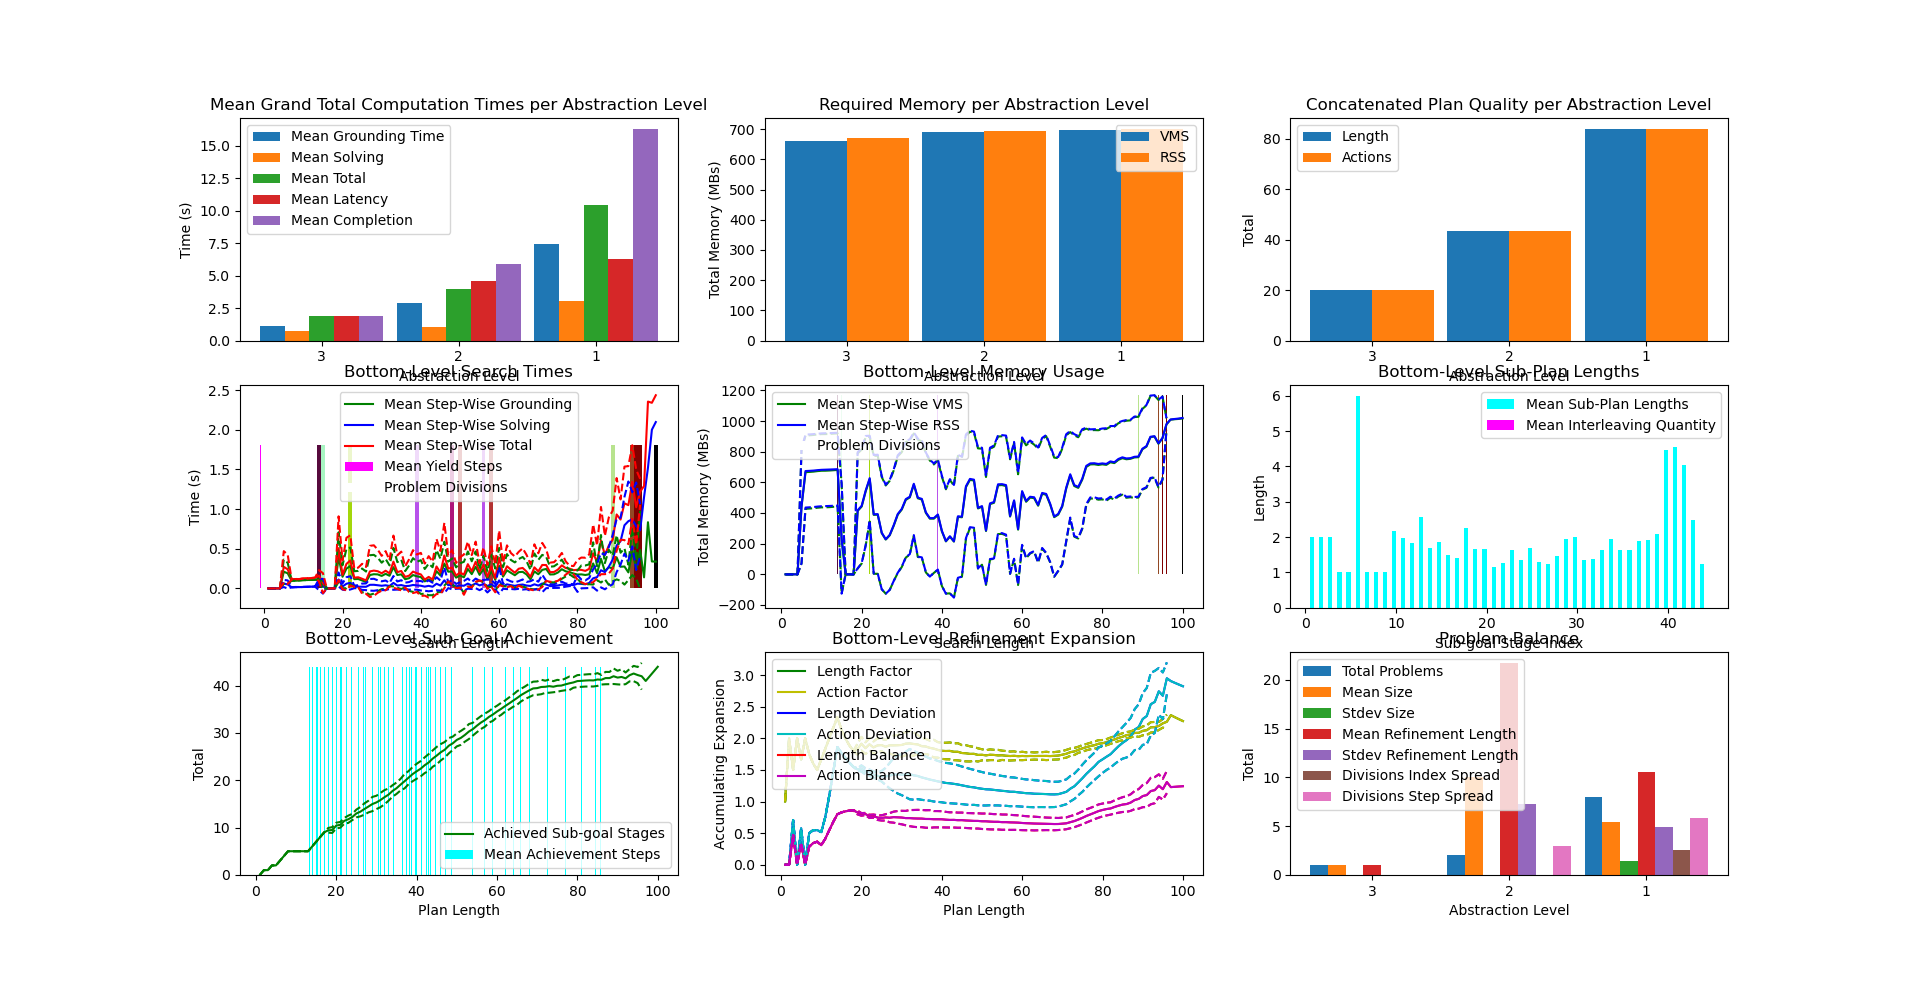 Mean Grand Total Computation Times per Abstraction Level
Time (s)
15.0
12.5
10.0
7.5
5.0
2.5
0.0
Mean Grounding Time
Mean Solving
Mean Total
Mean Latency
Mean Completion
3 2 1
Abstraction Level
Required Memory per Abstraction Level
Total Memory (MBs)
700
600
500
400
300
200
100
0
VMS
RSS
3 2 1
Abstraction Level
Concatenated Plan Quality per Abstraction Level
Total
80
60
40
20
0
Length
Actions
3 2 1
Abstraction Level
Bottom-Level Search Times
Time (s)
2.5
2.0
1.5
1.0
0.5
0.0
Mean Step-Wise Grounding
Mean Step-Wise Solving
Mean Step-Wise Total
Mean Yield Steps
Problem Divisions
0 20 40 60 80 100
Search Length
Bottom-Level Memory Usage
Total Memory (MBs)
1200
1000
800
600
400
200
0
−200
Mean Step-Wise VMS
Mean Step-Wise RSS
Problem Divisions
0 20 40 60 80 100
Search Length
Bottom-Level Sub-Plan Lengths
Length
6
5
4
3
2
1
0
Mean Sub-Plan Lengths
Mean Interleaving Quantity
0 10 20 30 40
Sub-goal Stage Index
Bottom-Level Sub-Goal Achievement
Total
40
30
20
10
0
Achieved Sub-goal Stages
Mean Achievement Steps
0 20 40 60 80 100
Plan Length
Bottom-Level Refinement Expansion
Accumulating Expansion
3.0
2.5
2.0
1.5
1.0
0.5
0.0
Length Factor
Action Factor
Length Deviation
Action Deviation
Length Balance
Action Blance
0 20 40 60 80 100
Plan Length
Problem Balance
Total
20
15
10
5
0
Total Problems
Mean Size
Stdev Size
Mean Refinement Length
Stdev Refinement Length
Divisions Index Spread
Divisions Step Spread
3 2 1
Abstraction Level